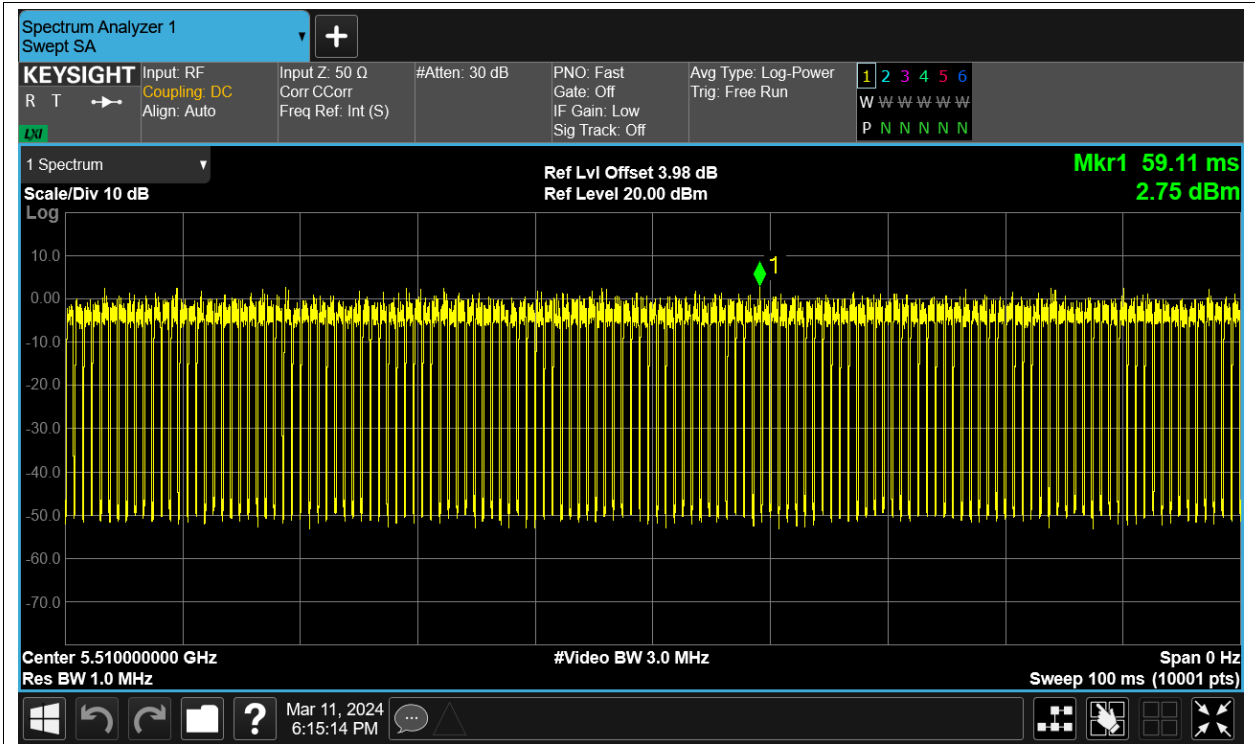 Spectrum Analyzer 1
Swept SA
KEYSIGHT
R T
LXI
Input: RF
Coupling: DC
Align: Auto
Input Z: 50 Ω
Corr CCorr
Freq Ref: Int (S)
#Atten: 30 dB
PNO: Fast
Gate: Off
IF Gain: Low
Sig Track: Off
Avg Type: Log-Power
Trig: Free Run
1 2 3 4 5 6
W W W W W W
P N N N N N
1 Spectrum
Scale/Div 10 dB
Ref Lvl Offset 3.98 dB
Ref Level 20.00 dBm
Mkr1 59.11 ms
2.75 dBm
Log
10.0
0.00
-10.0
-20.0
-30.0
-40.0
-50.0
-60.0
-70.0
1
Center 5.510000000 GHz
Res BW 1.0 MHz
#Video BW 3.0 MHz
Span 0 Hz
Sweep 100 ms (10001 pts)
?
Mar 11, 2024
6:15:14 PM